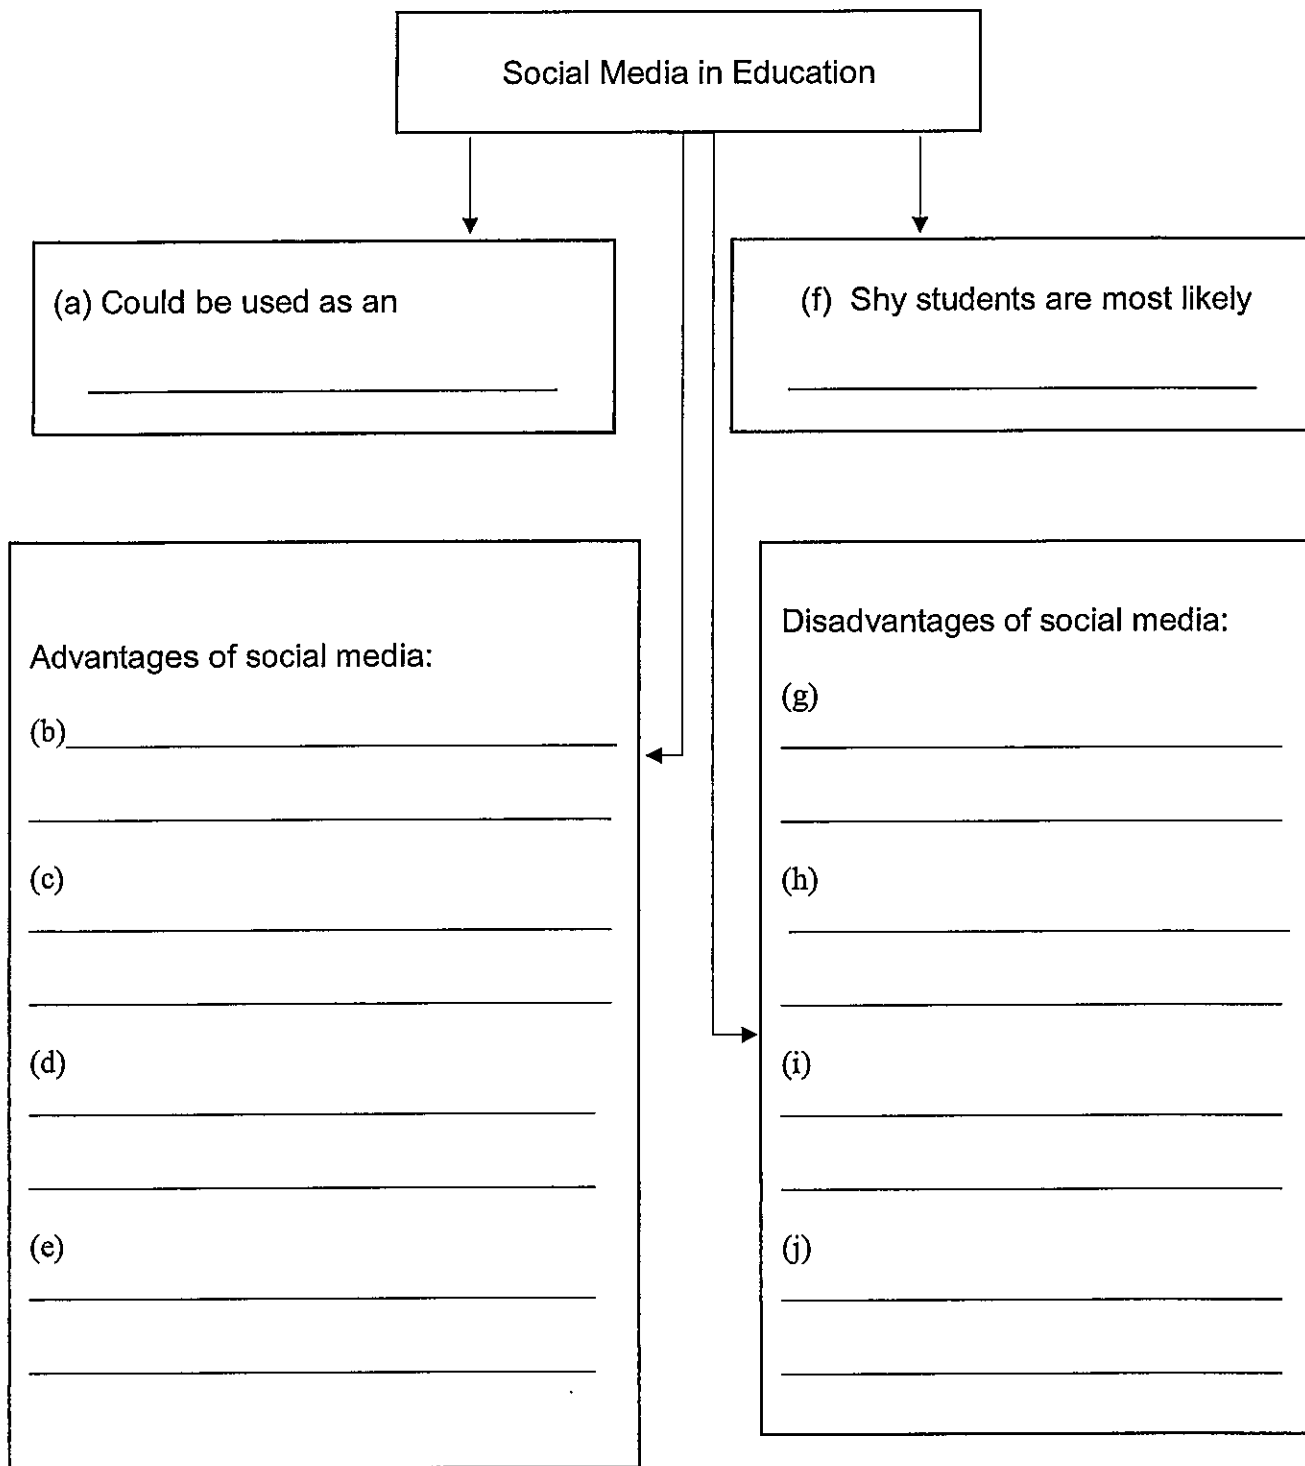 Social Media in Education
(a) Could be used as an
(f) Shy students are most likely
Advantages of social media:
(b)
(c)
(d)
(e)
Disadvantages of social media:
(g)
(h)
(i)
(j)